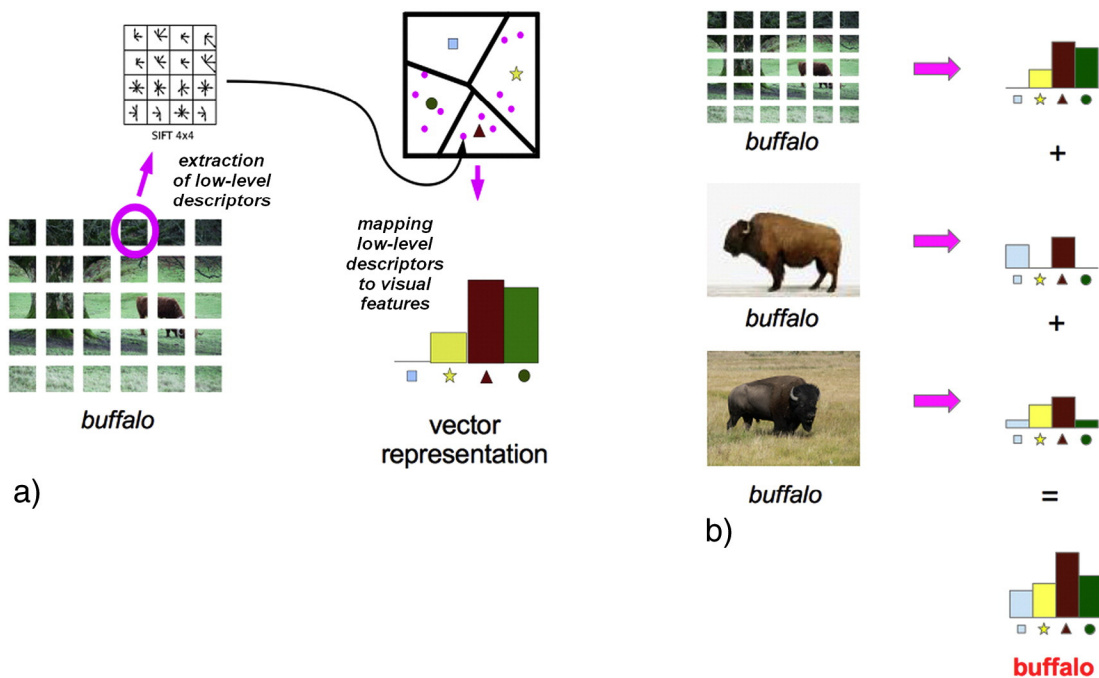 SIFT 4x4
extraction
of low-level
descriptors
mapping
low-level
descriptors
to visual
features
buffalo
vector
representation
a)
buffalo
+
buffalo
+
buffalo
=
b)
buffalo